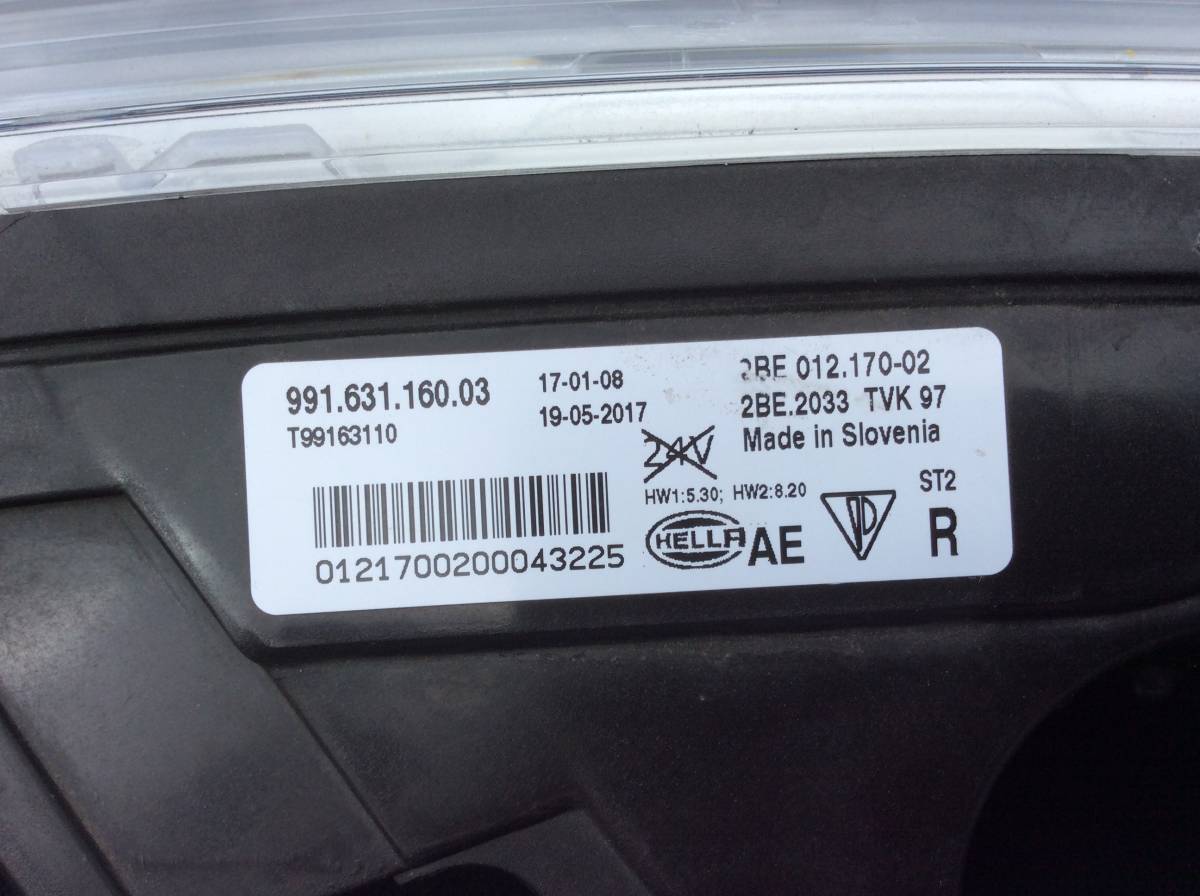 991.631.160.03
T99163110
17-01-08
19-05-2017
24V
HW1:5.30; HW2:8.20
2BE 012.170-02
2BE.2033 TVK 97
Made in Slovenia
0121700200043225
HELLA
AE
PD
ST2
R